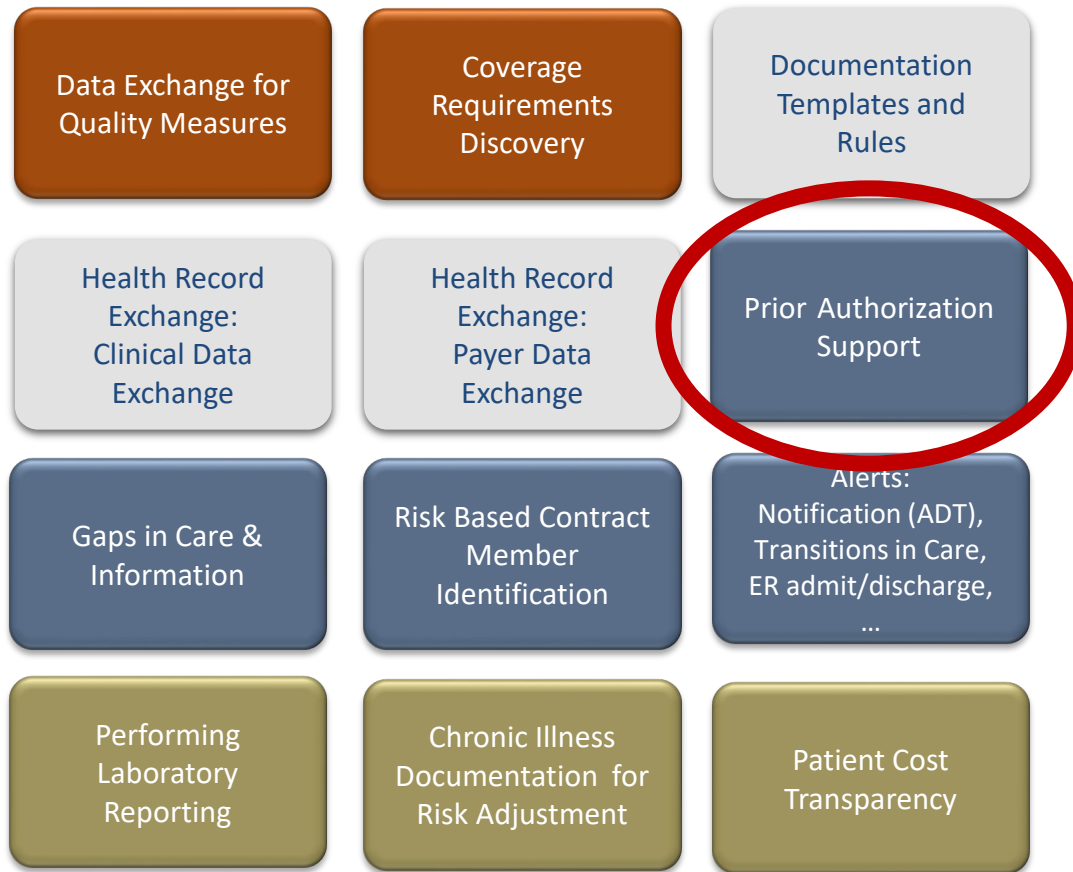 Data Exchange for
Quality Measures
Coverage
Requirements
Discovery
Documentation
Templates and
Rules
Health Record
Exchange:
Clinical Data
Exchange
Health Record
Exchange:
Payer Data
Exchange
Prior Authorization
Support
Gaps in Care &
Information
Risk Based Contract
Member
Identification
Alerts:
Notification (ADT),
Transitions in Care,
ER admit/discharge,
...
Performing
Laboratory
Reporting
Chronic Illness
Documentation for
Risk Adjustment
Patient Cost
Transparency